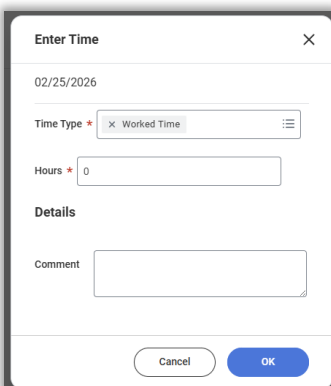 Enter Time
02/25/2026
Time Type *
× Worked Time
Hours * 0
Details
Comment
Cancel OK